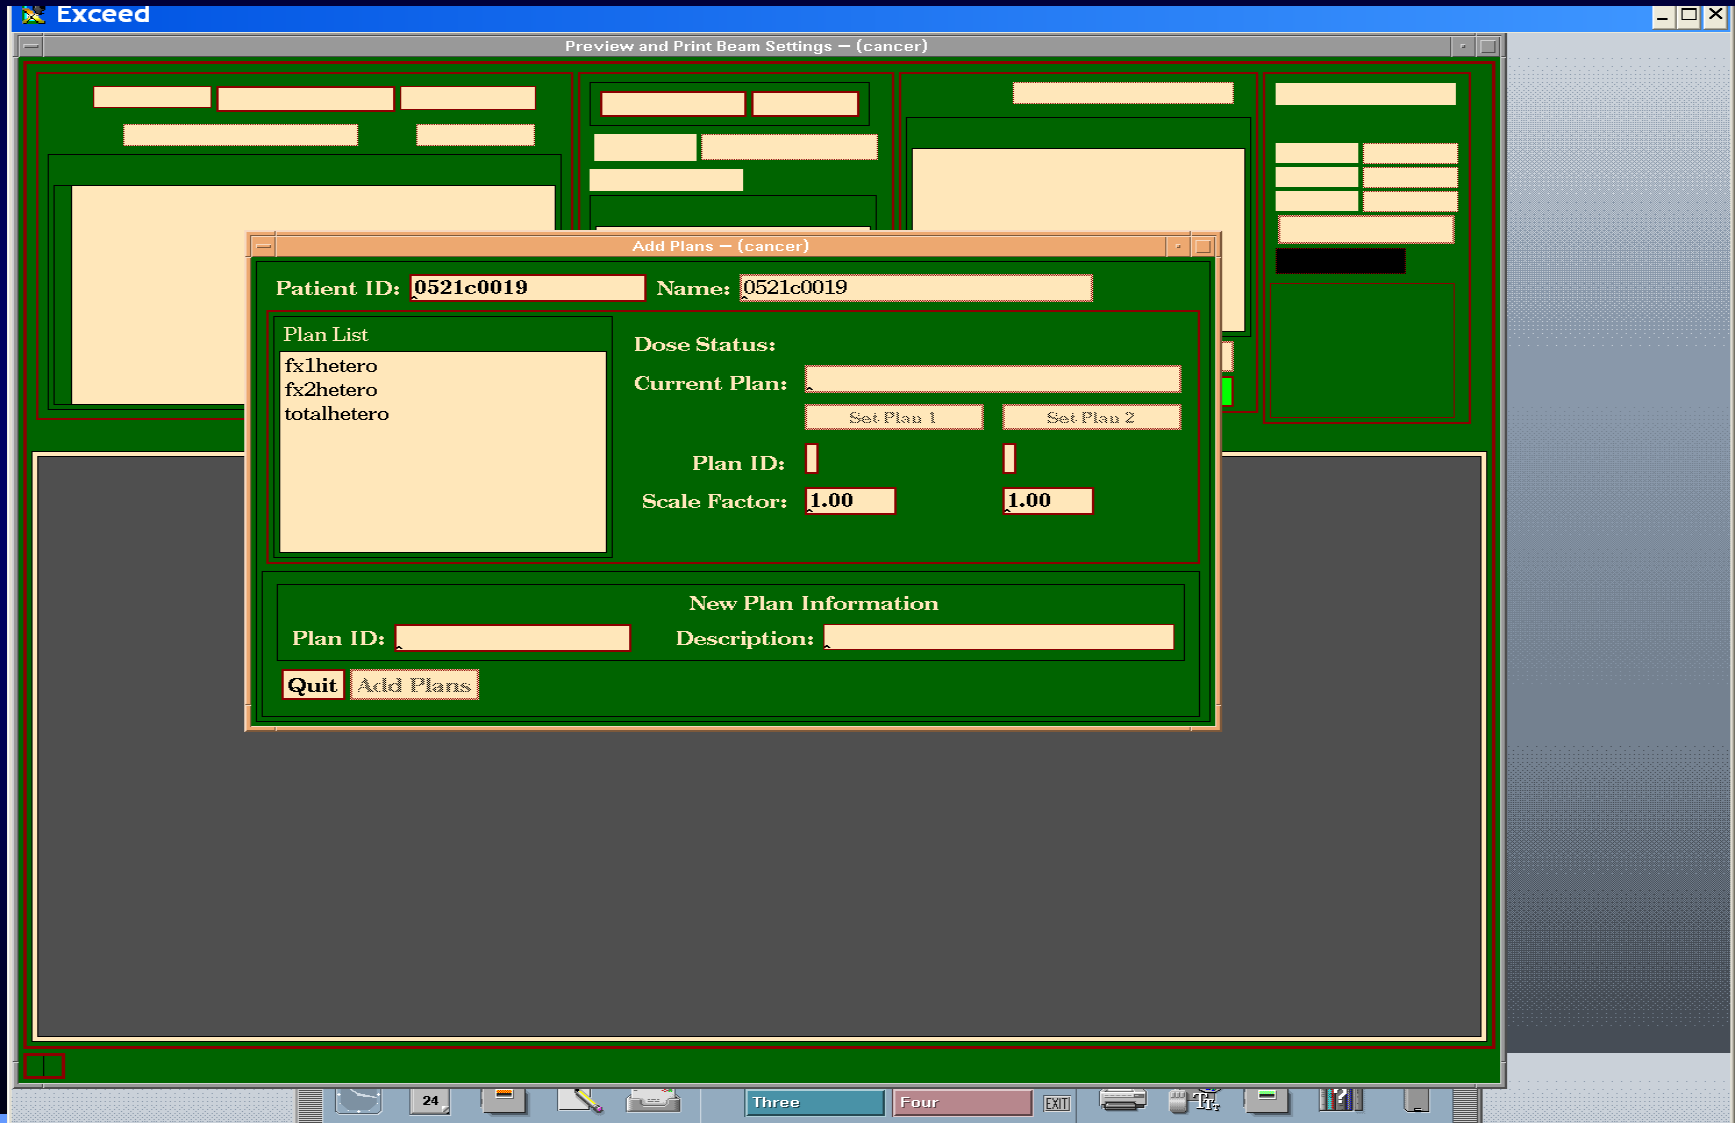 Exceed
Preview and Print Beam Settings – (cancer)
Add Plans – (cancer)
Patient ID: 0521c0019 Name: 0521c0019
Plan List
fx1hetero
fx2hetero
totalhetero
Dose Status:
Current Plan:
Set Plan 1 Set Plan 2
Plan ID:
Scale Factor: 1.00 1.00
New Plan Information
Plan ID: Description:
Quit Add Plans
24 Three Four EXIT